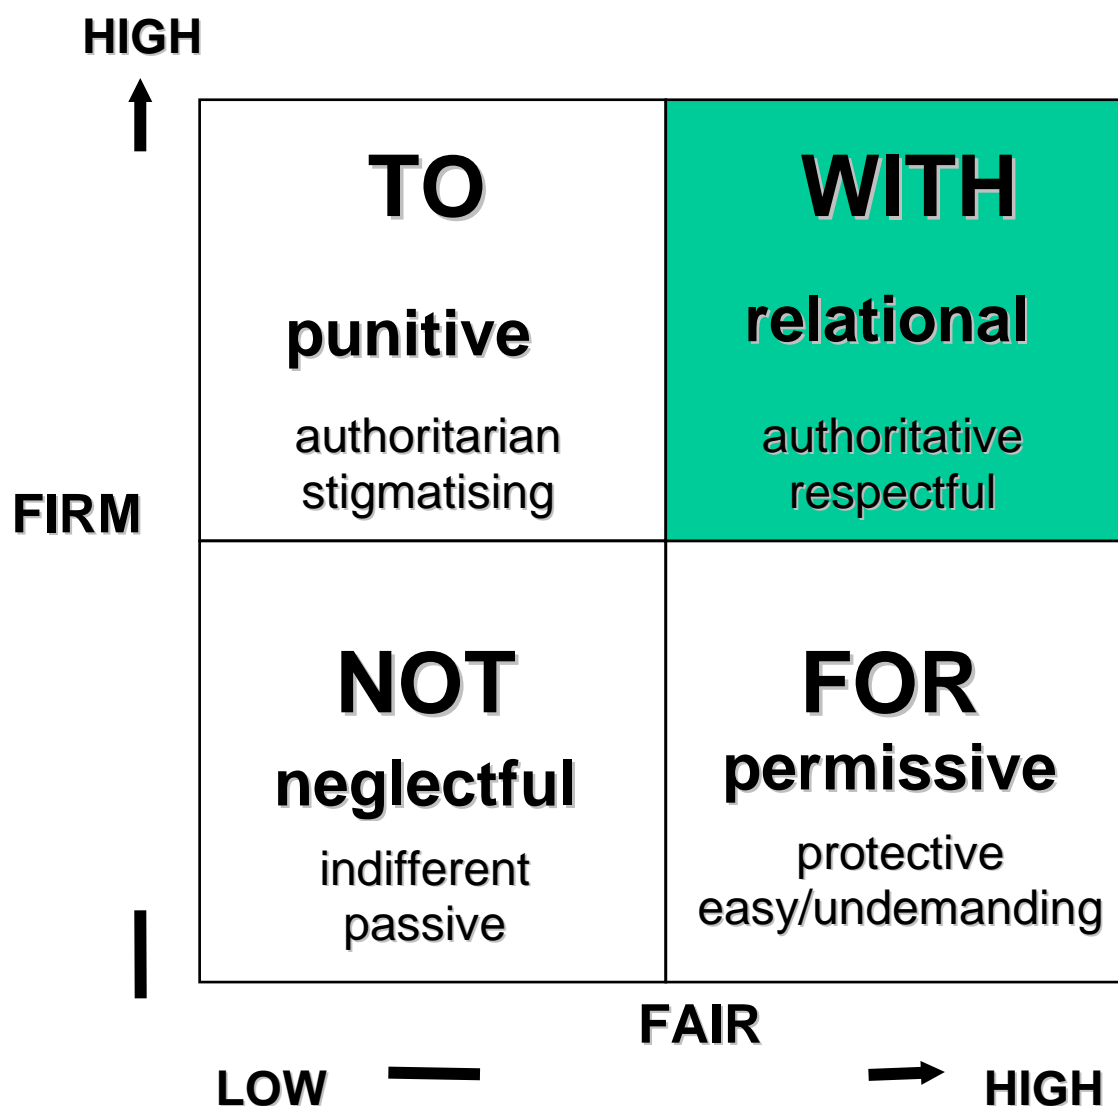 HIGH
TO
punitive
authoritarian
stigmatising
WITH
relational
authoritative
respectful
FIRM
NOT
neglectful
indifferent
passive
FOR
permissive
protective
easy/undemanding
FAIR
LOW
HIGH